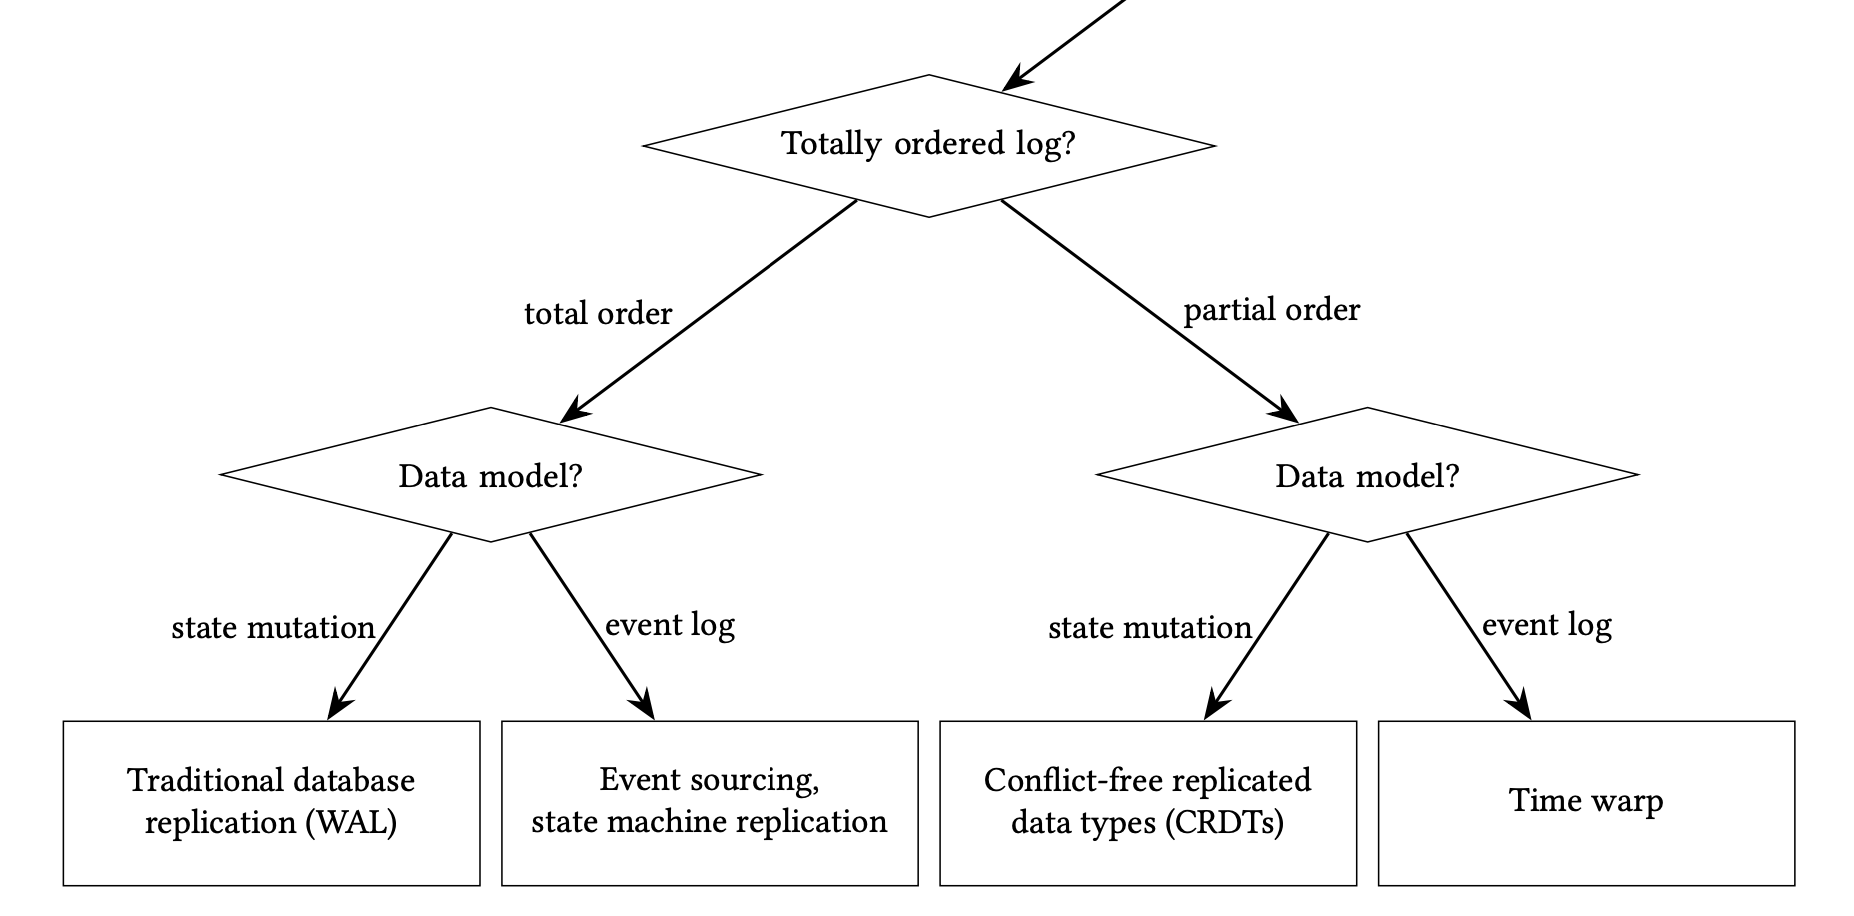 Totally ordered log?
total order
partial order
Data model?
Data model?
state mutation
event log
state mutation
event log
Traditional database
replication (WAL)
Event sourcing,
state machine replication
Conflict-free replicated
data types (CRDTs)
Time warp